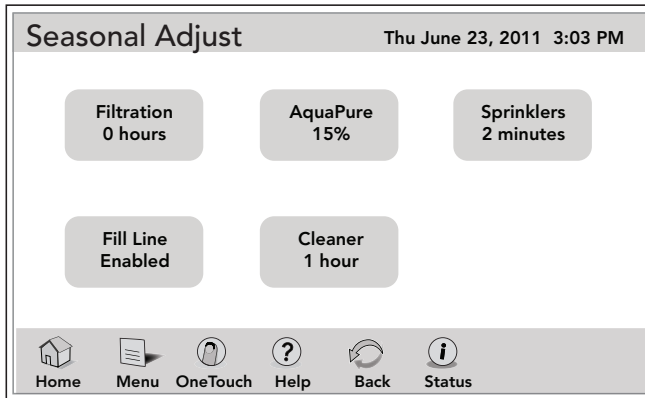 Seasonal Adjust
Thu June 23, 2011 3:03 PM
Filtration
0 hours
AquaPure
15%
Sprinklers
2 minutes
Fill Line
Enabled
Cleaner
1 hour
?
i
Home
Menu
OneTouch
Help
Back
Status